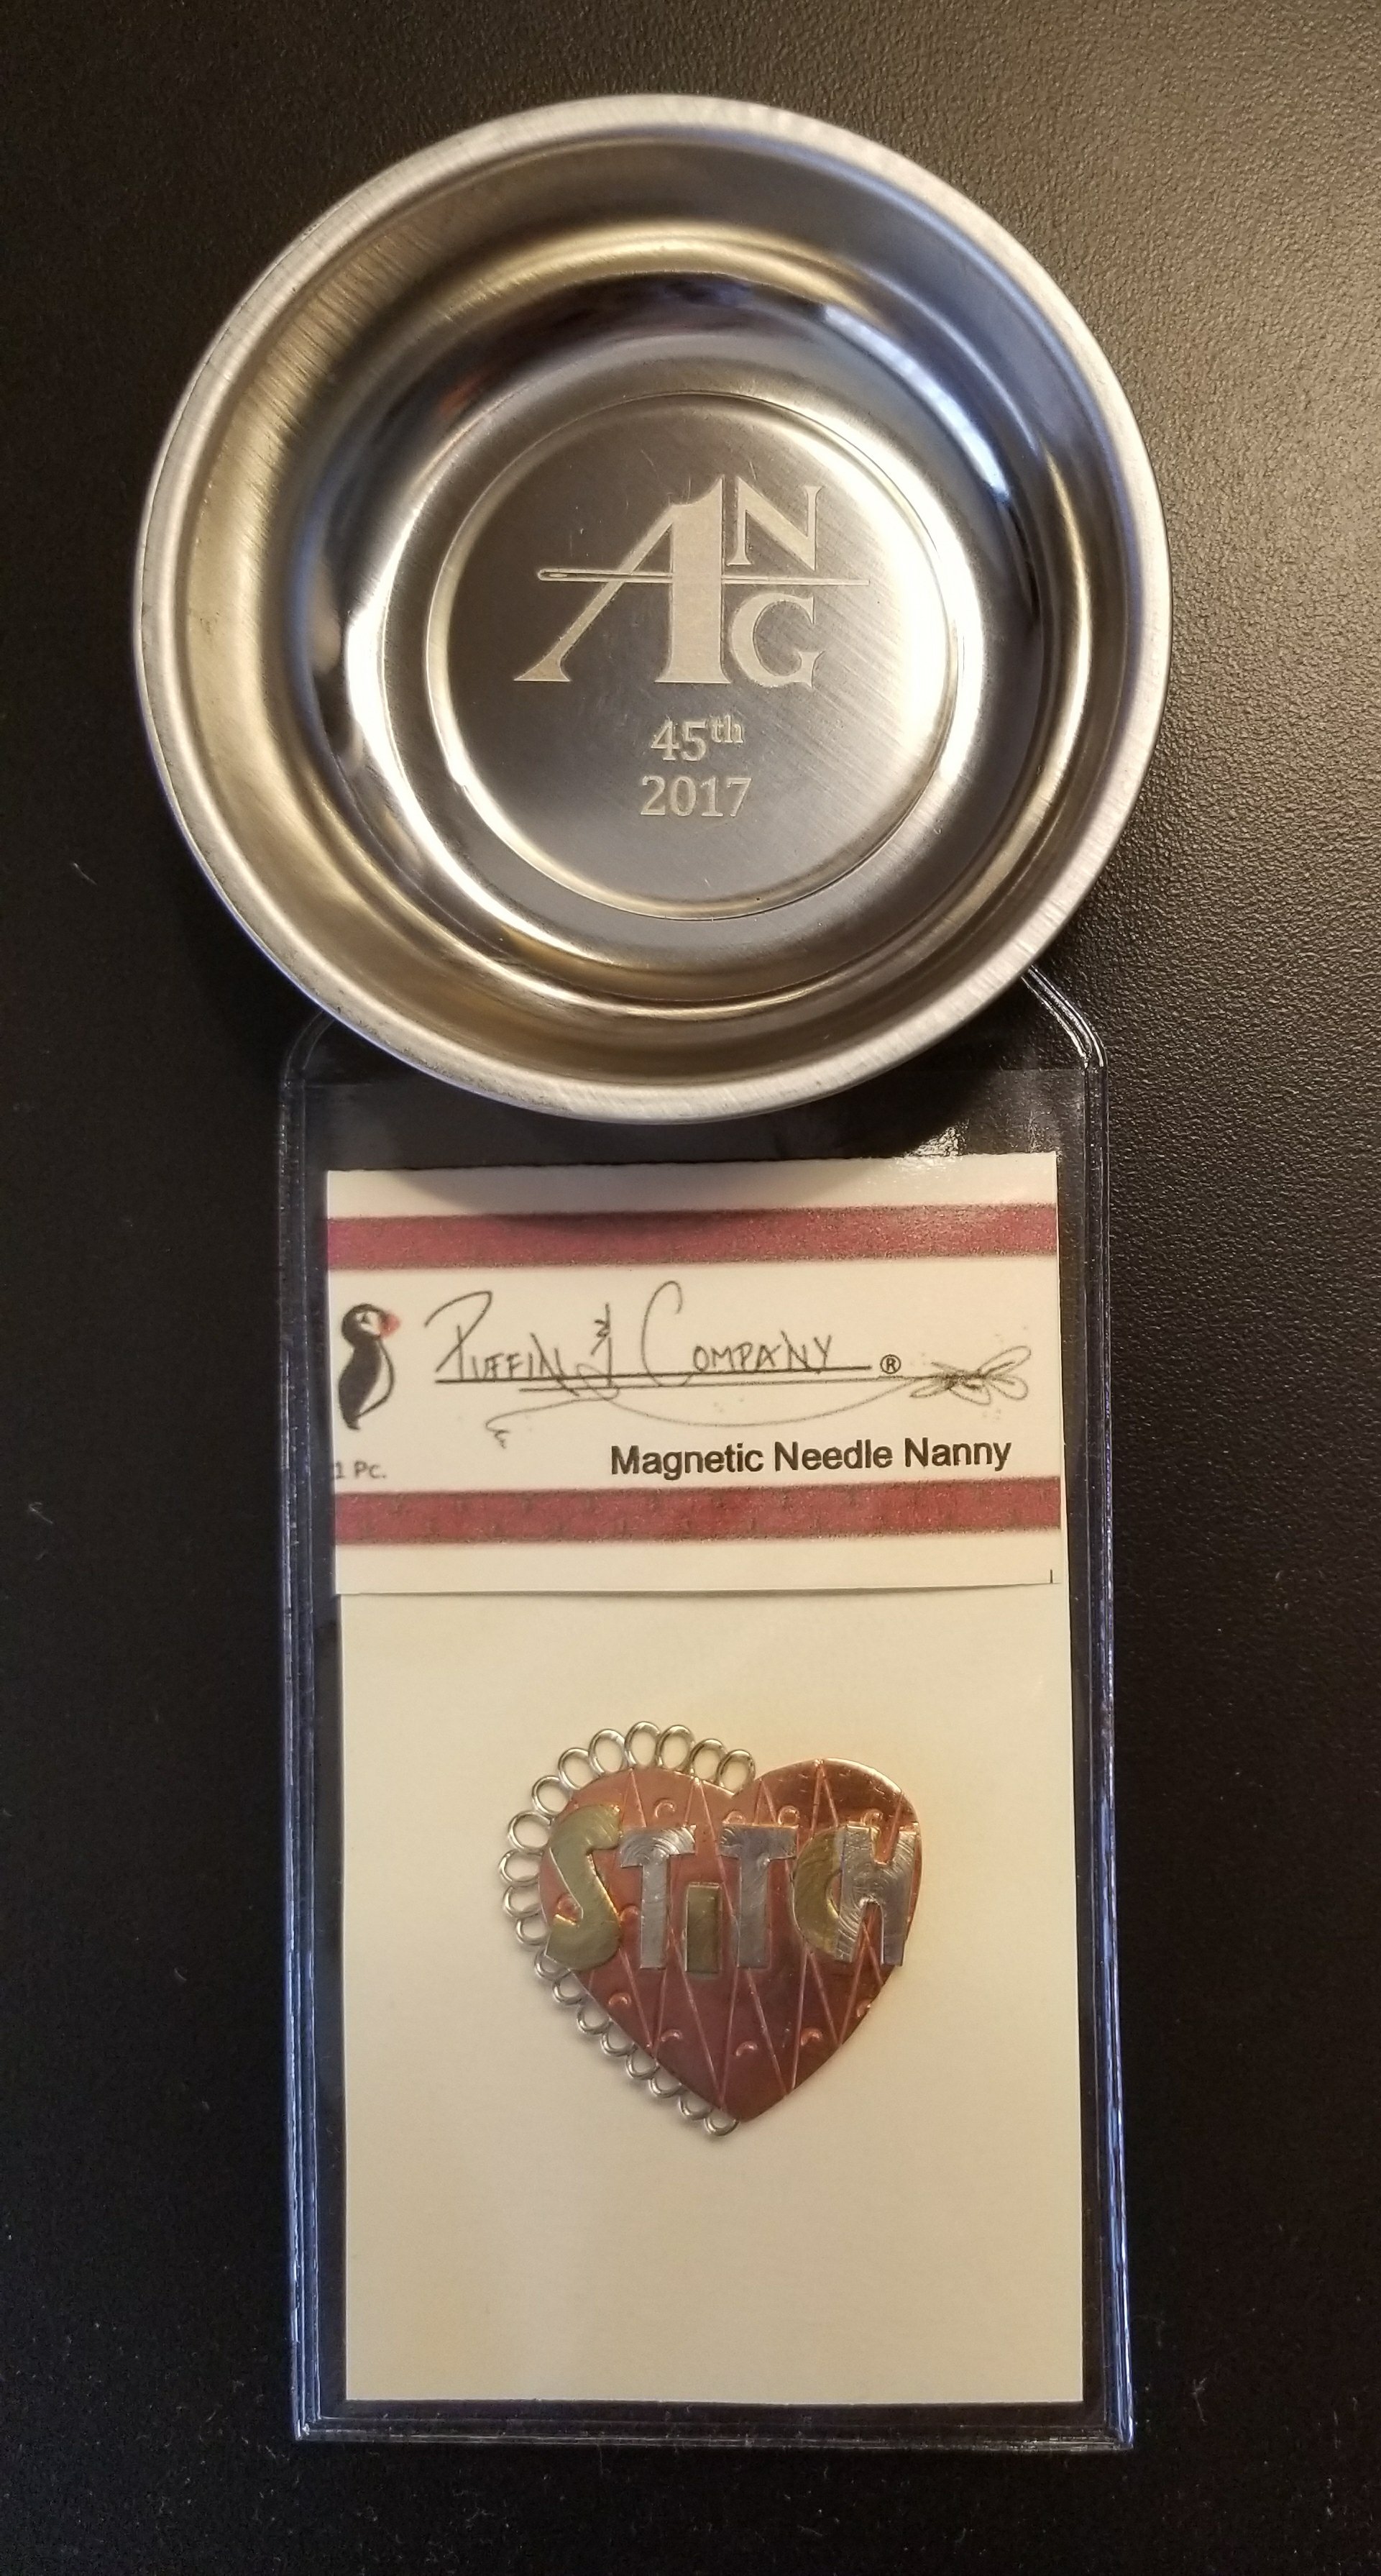 ANG
45th
2017
PUFFIN & COMPANY ®
1 Pc.
Magnetic Needle Nanny
STiTCH